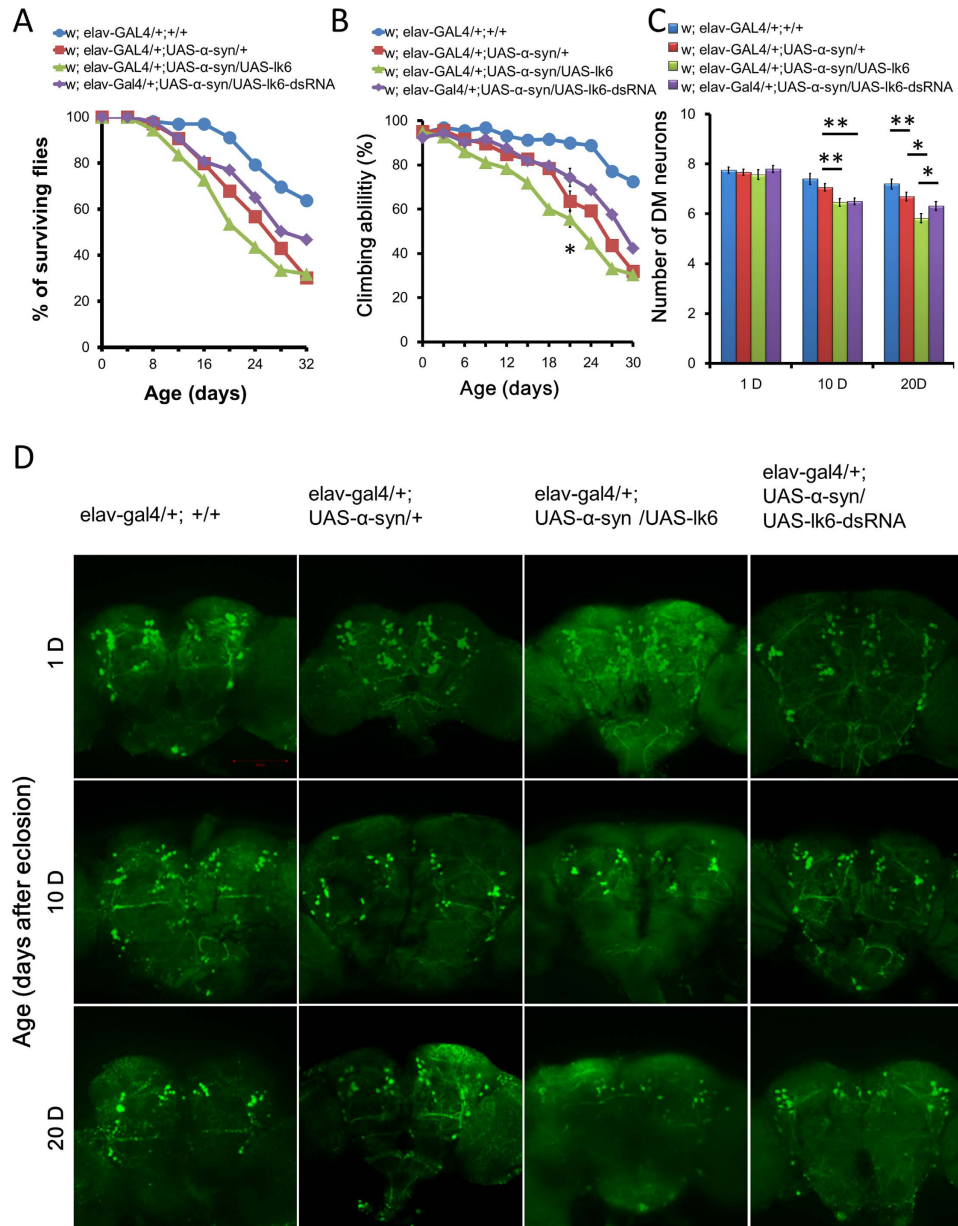 A
w; elav-GAL4/+;+/+
w; elav-GAL4/+;UAS-α-syn/+
w; elav-GAL4/+;UAS-α-syn/UAS-lk6
w; elav-Gal4/+;UAS-α-syn/UAS-lk6-dsRNA
% of surviving flies
100
80
60
40
20
0
0 4 8 12 16 20 24 28 32
Age (days)
B
w; elav-GAL4/+;+/+
w; elav-GAL4/+;UAS-α-syn/+
w; elav-GAL4/+;UAS-α-syn/UAS-lk6
w; elav-Gal4/+;UAS-α-syn/UAS-lk6-dsRNA
Climbing ablility (%)
100
80
60
40
20
0
*
0 6 12 18 24 30
Age (days)
C
w; elav-GAL4/+;+/+
w; elav-GAL4/+;UAS-α-syn/+
w; elav-GAL4/+;UAS-α-syn/UAS-lk6
w; elav-Gal4/+;UAS-α-syn/UAS-lk6-dsRNA
Number of DM neurons
10
8
6
4
2
0
** **
** *
*
1 D 10 D 20D
D
elav-gal4/+; +/+
elav-gal4/+;
UAS-α-syn/+
elav-gal4/+;
UAS-α-syn /UAS-lk6
elav-gal4/+;
UAS-α-syn/
UAS-lk6-dsRNA
Age (days after eclosion)
1 D
10 D
20 D